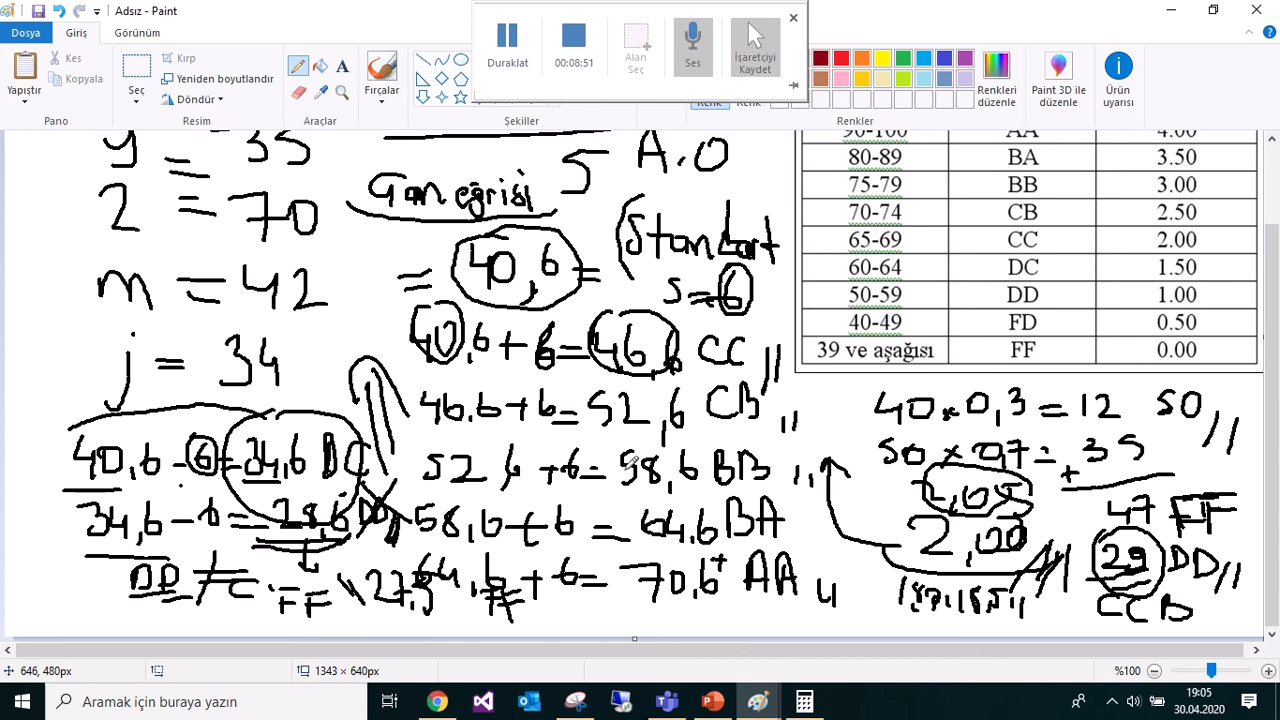 Adsız - Paint
Dosya
Giriş
Görünüm
Yapıştır
Kes
Kopyala
Pano
Seç
Kırp
Yeniden boyutlandır
Döndür
Resim
Araçlar
Fırçalar
Şekiller
Duraklat
00:08:51
Alan Seç
Ses
İşaretçiyi Kaydet
Renk
Renkleri düzenle
Paint 3D ile düzenle
Ürün uyarısı
Renkler
y = 35
z = 70
m = 42
j = 34
Çan eğrisi
5 A.O
= 40,6 =
Standart
s = 6
40,6 + 6 = 46,6 CC
46,6 + 6 = 52,6 CB
52,6 + 6 = 58,6 BB
58,6 + 6 = 64,6 BA
64,6 + 6 = 70,6+ AA
40,6 - 6 = 34,6 DC
34,6 - 6 = 28,6 DD
FF
90-100 AA 4.00
80-89 BA 3.50
75-79 BB 3.00
70-74 CB 2.50
65-69 CC 2.00
60-64 DC 1.50
50-59 DD 1.00
40-49 FD 0.50
39 ve aşağısı FF 0.00
40 x 0,3 = 12 50
50 x 0,7 = 35
+
47 FF
2,00
29 DD
646, 480px
1343 × 640px
%100
Aramak için buraya yazın
19:05
30.04.2020